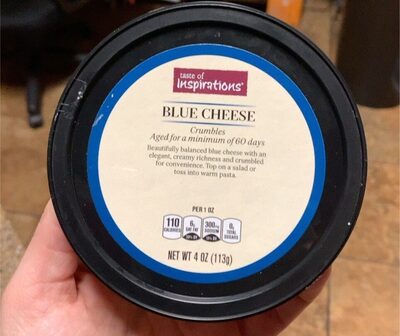 taste of
Inspirations®
BLUE CHEESE
Crumbles
Aged for a minimum of 60 days
Beautifully balanced blue cheese with an
elegant, creamy richness and crumbled
for convenience. Top on a salad or
toss into warm pasta.
PER 1 OZ
110 6g 300mg 0g
CALORIES SAT FAT SODIUM TOTAL
SUGARS
NET WT 4 OZ (113g)